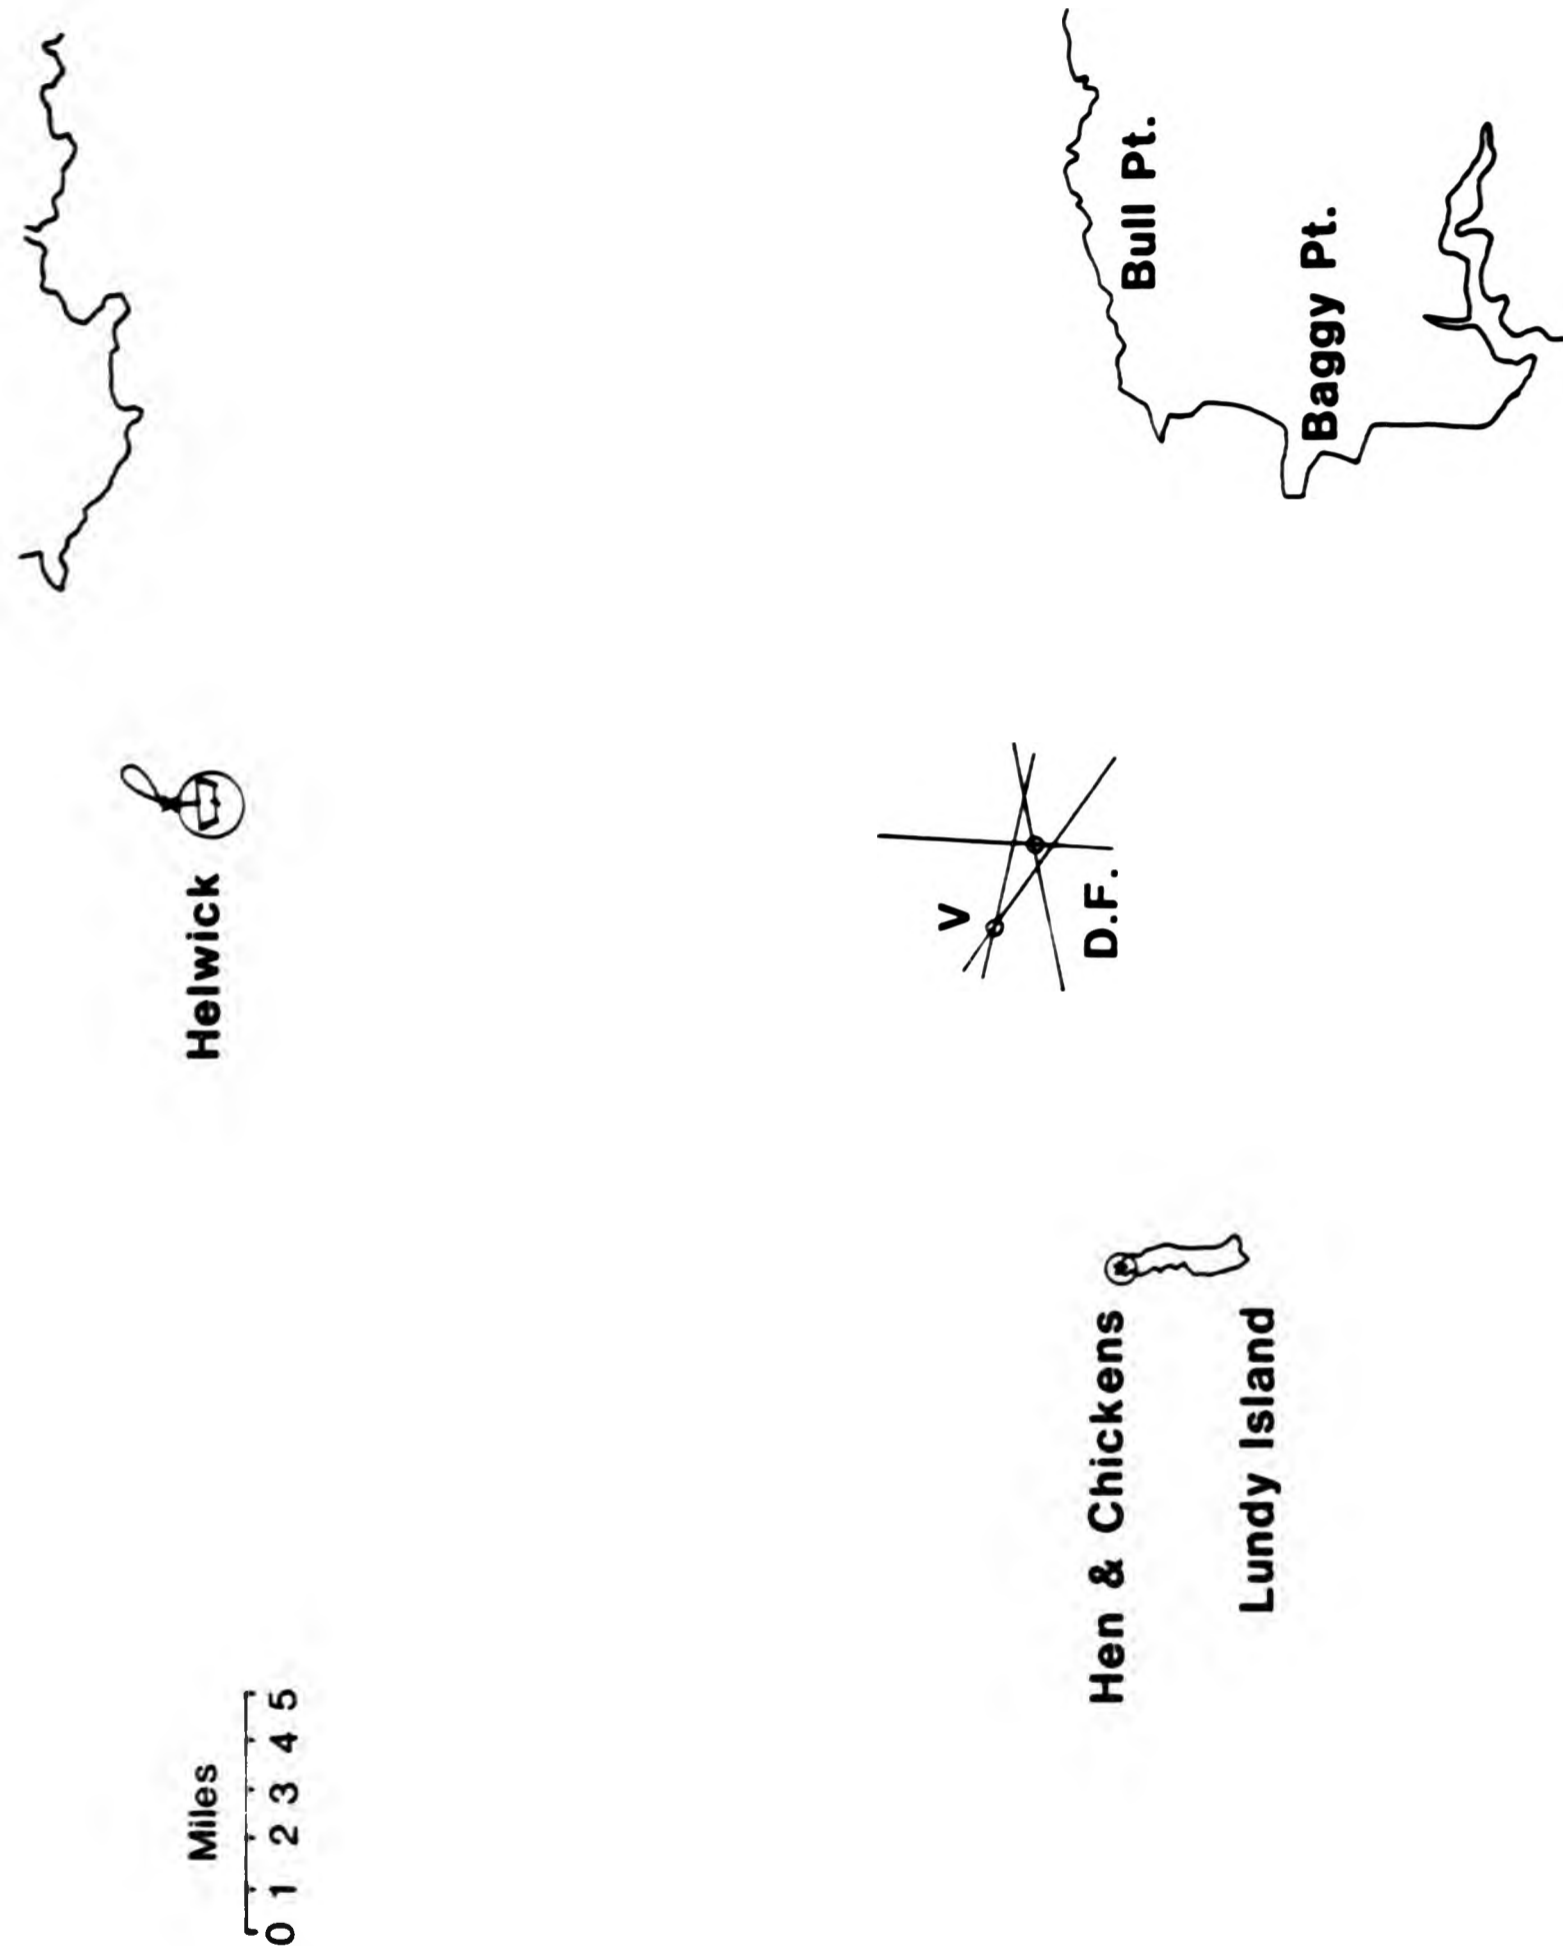 Miles
0 1 2 3 4 5
Helwick
V
D.F.
Hen & Chickens
Lundy Island
Bull Pt.
Baggy Pt.